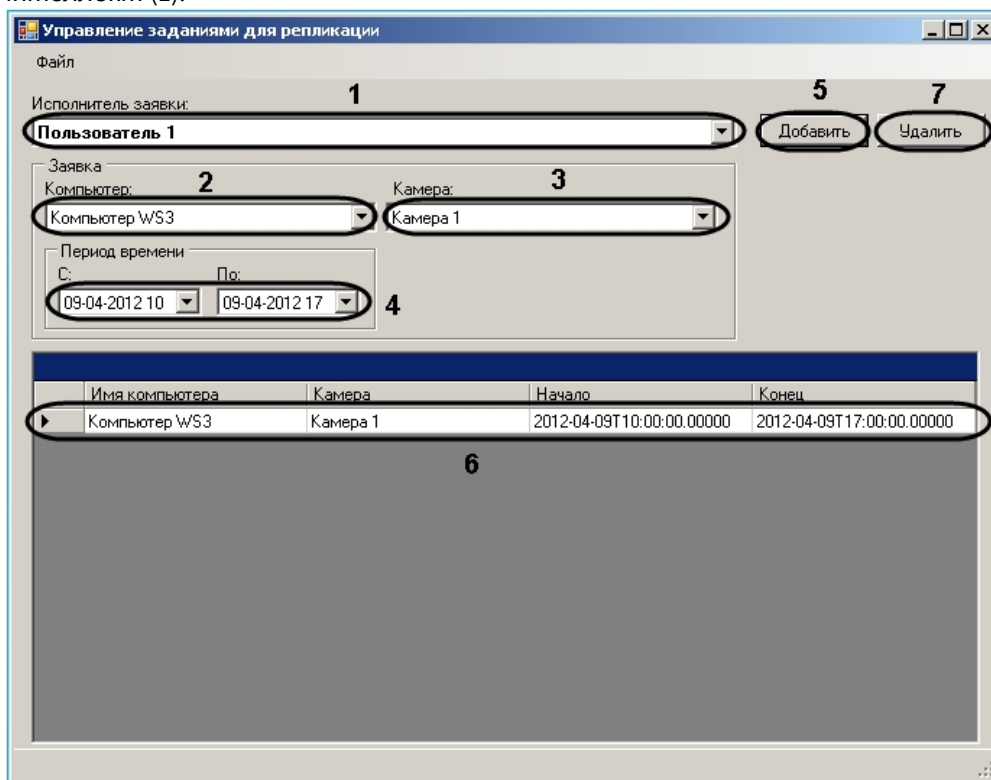 Управление заданиями для репликации
Файл
Исполнитель заявки:
1
5
7
Пользователь 1
Добавить
Удалить
Заявка
Компьютер:
2
Камера:
3
Компьютер WS3
Камера 1
Период времени
С:
По:
09-04-2012 10
09-04-2012 17
4
Имя компьютера Камера Начало Конец
Компьютер WS3 Камера 1 2012-04-09T10:00:00.00000 2012-04-09T17:00:00.00000
6